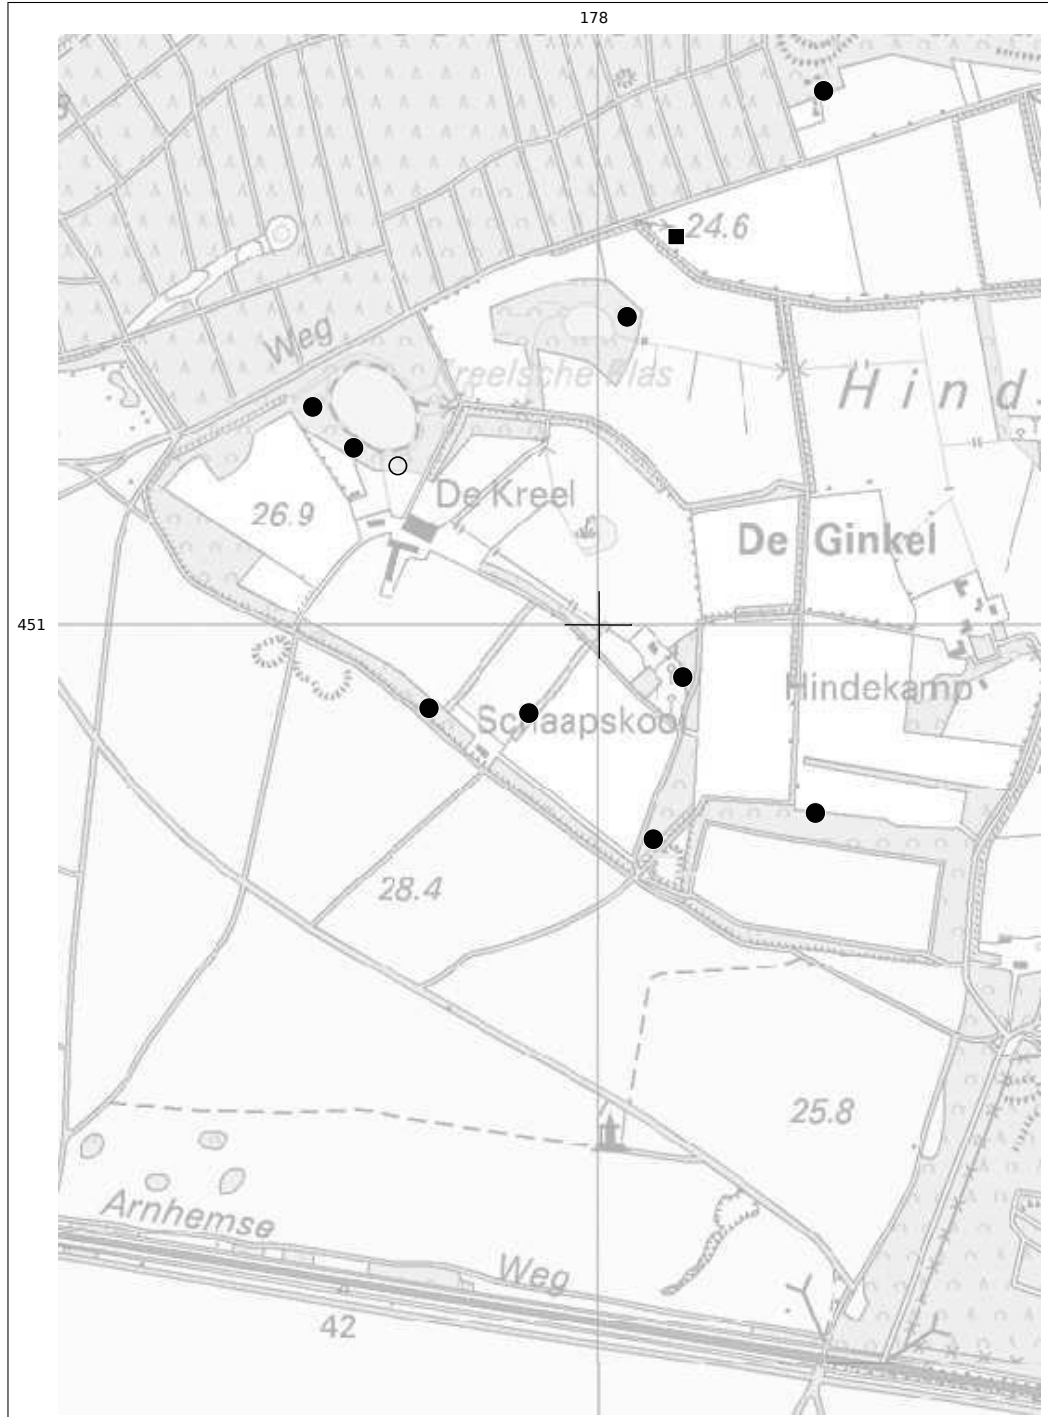 178
24.6
Weg
Kreelsche Plas
Hind.
De Kreel
26.9
De Ginkel
451
Hindekamp
Schaapskooi
28.4
25.8
Arnhemse
Weg
42